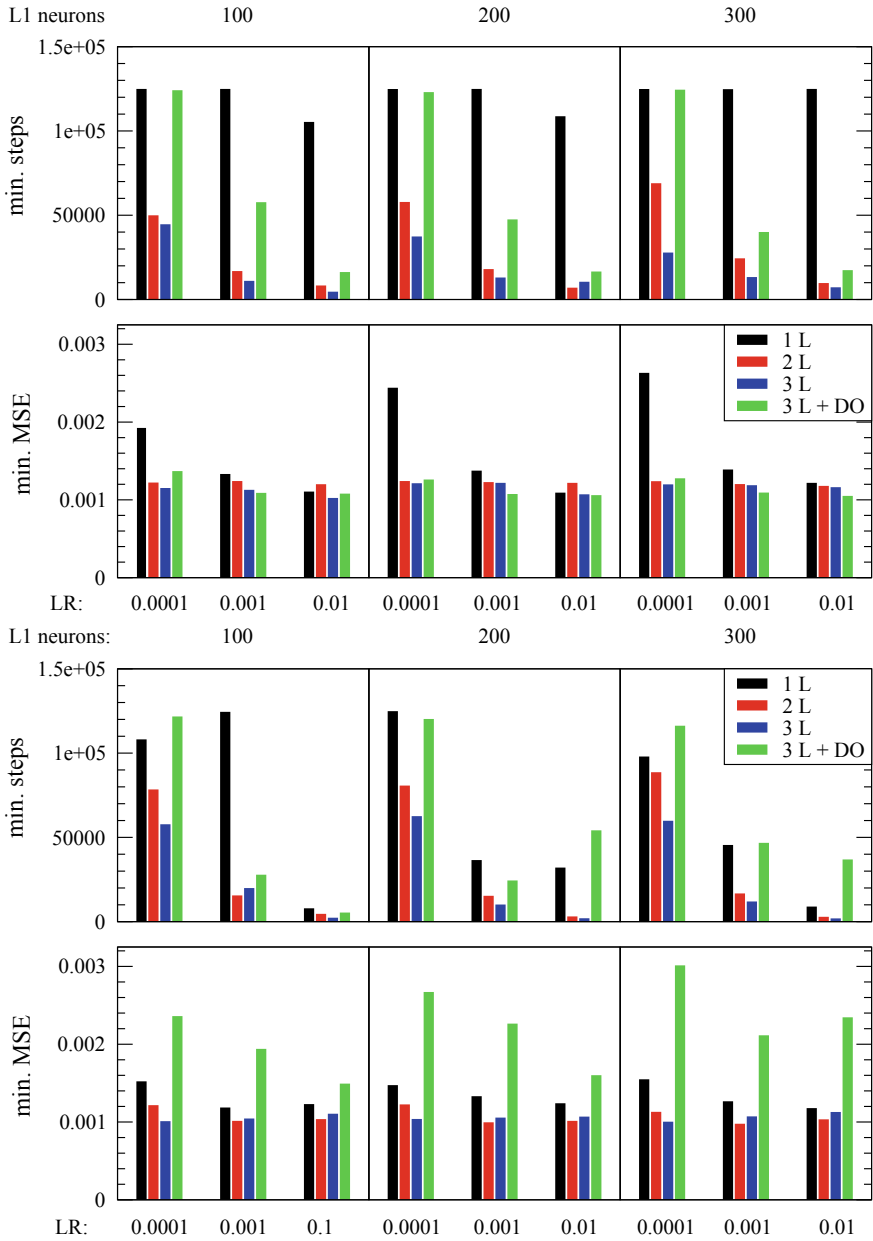 L1 neurons 100 200 300
1.5e+05
1e+05
50000
0
min. steps
0.003
0.002
0.001
0
min. MSE
1 L
2 L
3 L
3 L + DO
LR: 0.0001 0.001 0.01 0.0001 0.001 0.01 0.0001 0.001 0.01
L1 neurons: 100 200 300
1.5e+05
1e+05
50000
0
min. steps
1 L
2 L
3 L
3 L + DO
0.003
0.002
0.001
0
min. MSE
LR: 0.0001 0.001 0.1 0.0001 0.001 0.01 0.0001 0.001 0.01